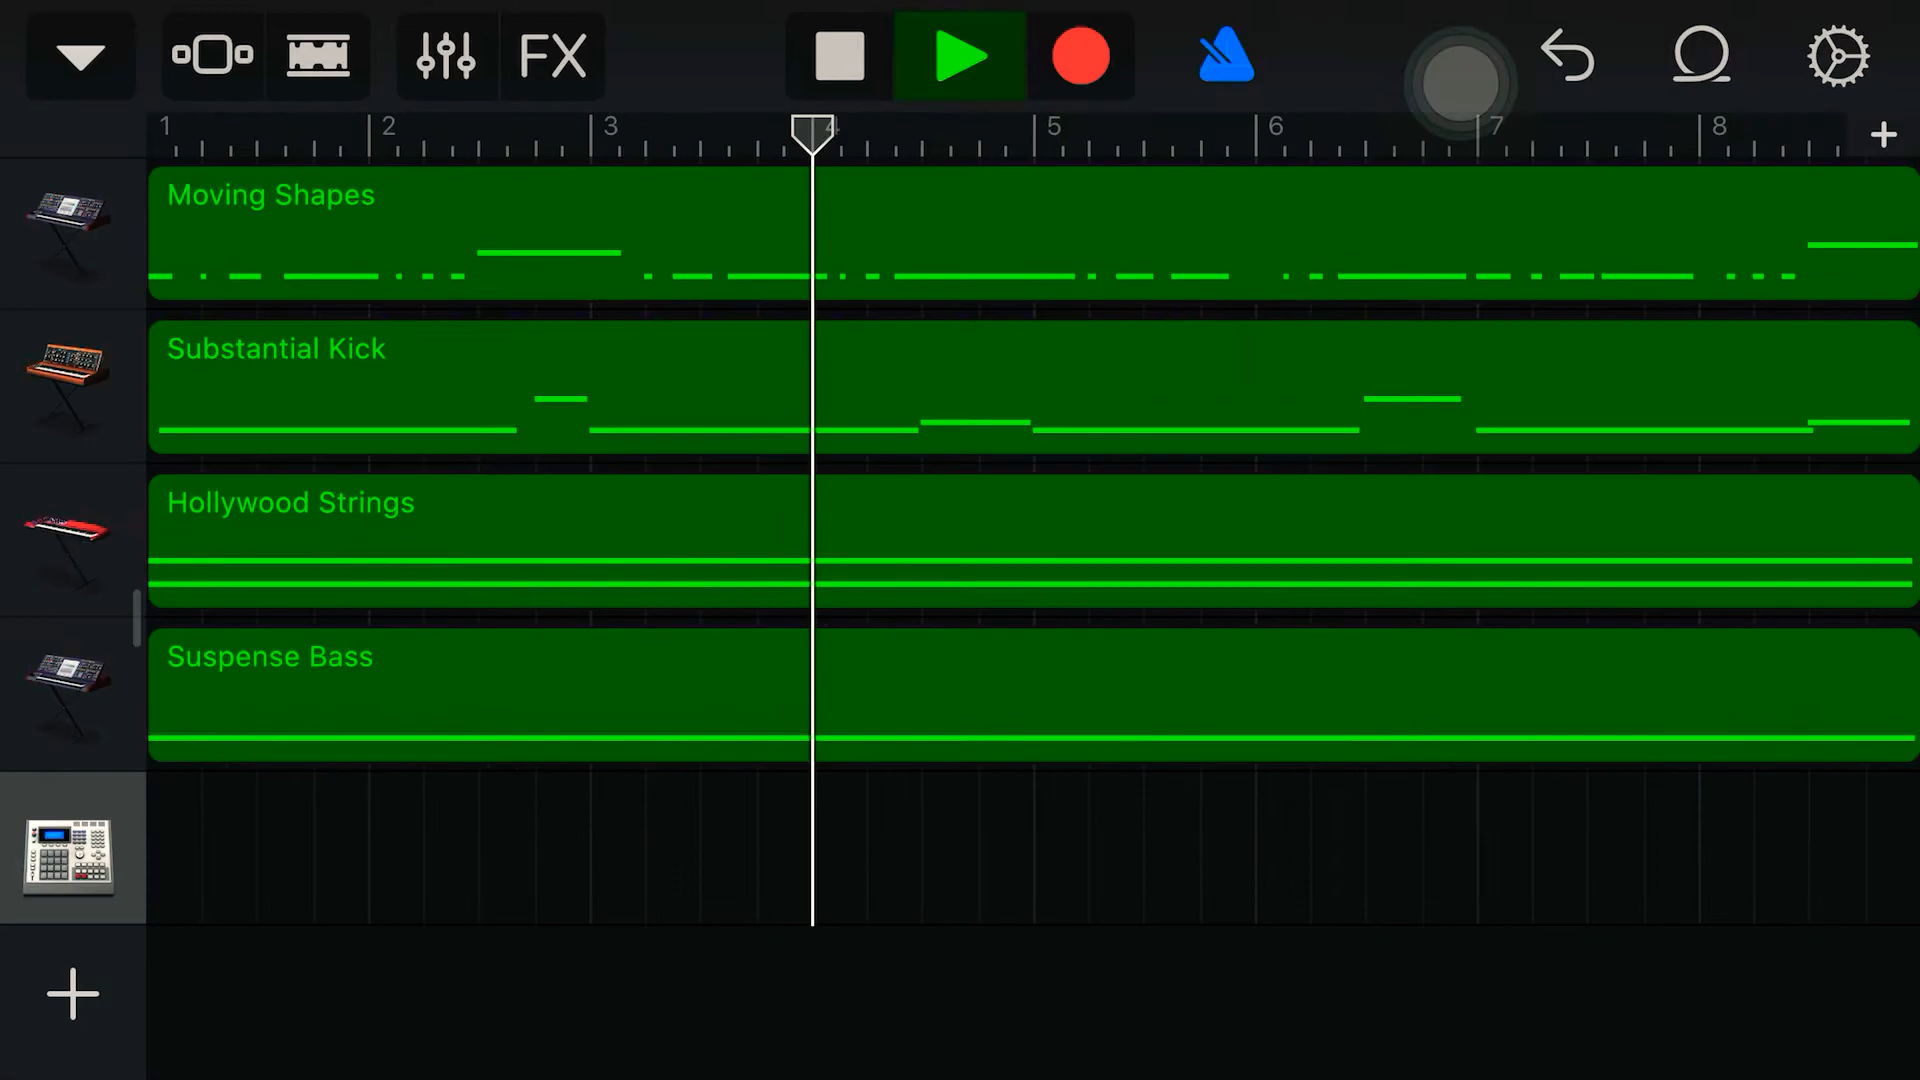 FX
1 2 3 4 5 6 7 8
Moving Shapes
Substantial Kick
Hollywood Strings
Suspense Bass